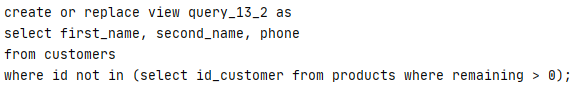 create or replace view query_13_2 as
select first_name, second_name, phone
from customers
where id not in (select id_customer from products where remaining > 0);